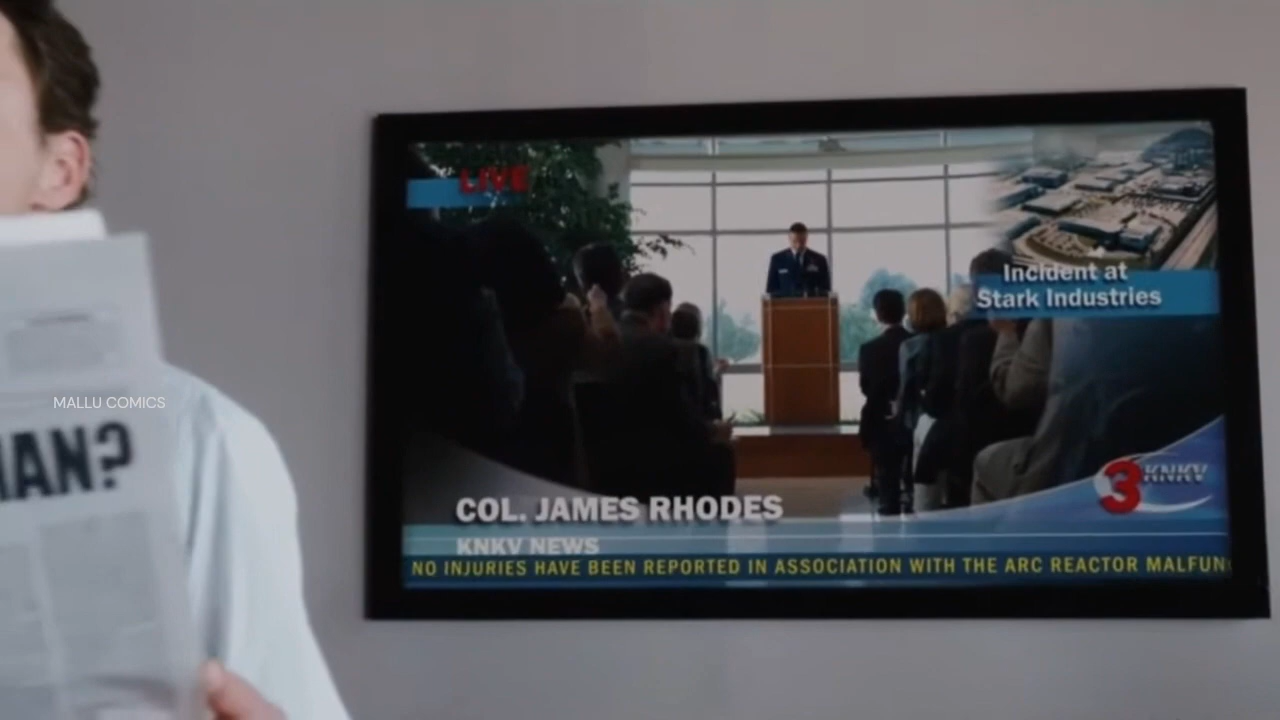 LIVE
Incident at
Stark Industries
MALLU COMICS
IAN?
3 KNKV
COL. JAMES RHODES
KNKV NEWS
NO INJURIES HAVE BEEN REPORTED IN ASSOCIATION WITH THE ARC REACTOR MALFUN